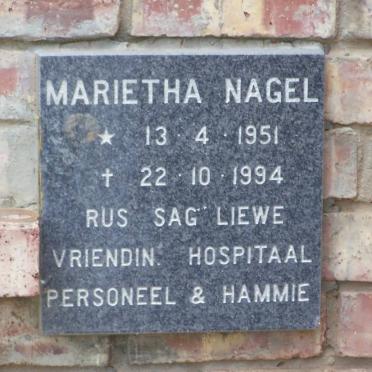 MARIETHA NAGEL
★ 13·4·1951
† 22·10·1994
RUS SAG LIEWE
VRIENDIN. HOSPITAAL
PERSONEEL & HAMMIE